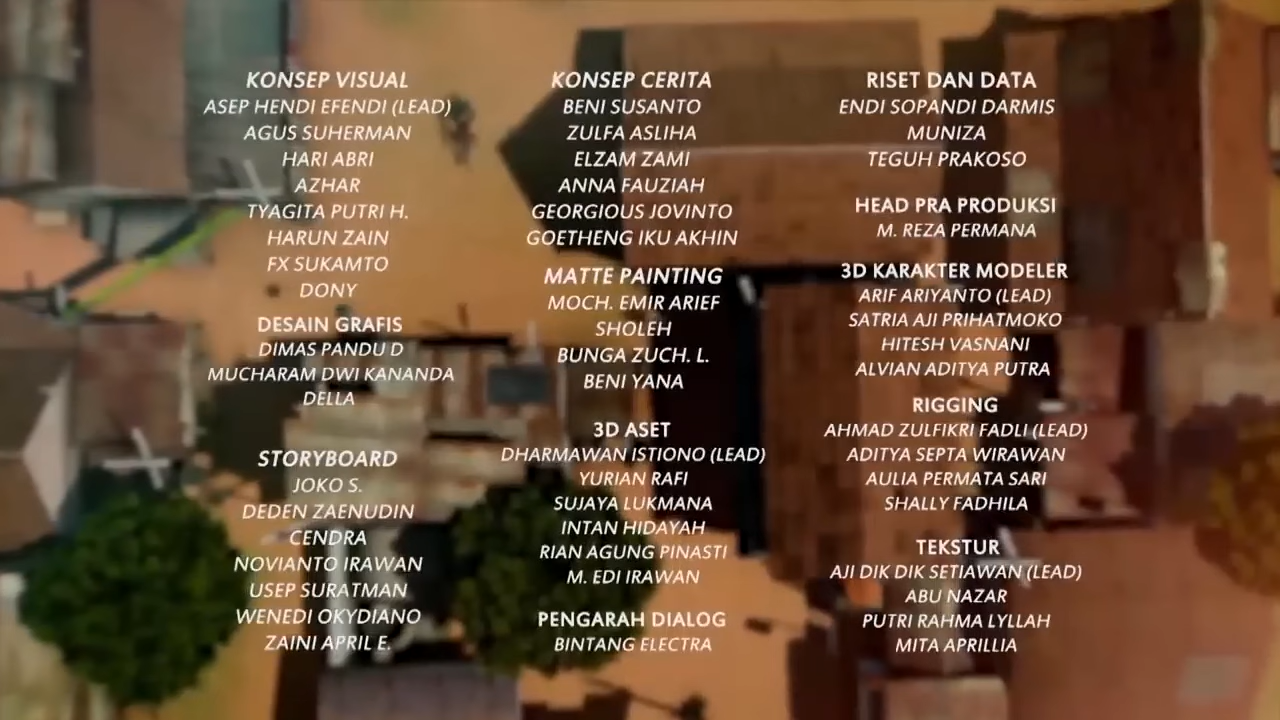 KONSEP VISUAL
ASEP HENDI EFENDI (LEAD)
AGUS SUHERMAN
HARI ABRI
AZHAR
TYAGITA PUTRI H.
HARUN ZAIN
FX SUKAMTO
DONY
DESAIN GRAFIS
DIMAS PANDU D
MUCHARAM DWI KANANDA
DELLA
STORYBOARD
JOKO S.
DEDEN ZAENUDIN
CENDRA
NOVIANTO IRAWAN
USEP SURATMAN
WENEDI OKYDIANO
ZAINI APRIL E.
KONSEP CERITA
BENI SUSANTO
ZULFA ASLIHA
ELZAM ZAMI
ANNA FAUZIAH
GEORGIOUS JOVINTO
GOETHENG IKU AKHIN
MATTE PAINTING
MOCH. EMIR ARIEF
SHOLEH
BUNGA ZUCH. L.
BENI YANA
3D ASET
DHARMAWAN ISTIONO (LEAD)
YURIAN RAFI
SUJAYA LUKMANA
INTAN HIDAYAH
RIAN AGUNG PINASTI
M. EDI IRAWAN
PENGARAH DIALOG
BINTANG ELECTRA
RISET DAN DATA
ENDI SOPANDI DARMIS
MUNIZA
TEGUH PRAKOSO
HEAD PRA PRODUKSI
M. REZA PERMANA
3D KARAKTER MODELER
ARIF ARIYANTO (LEAD)
SATRIA AJI PRIHATMOKO
HITESH VASNANI
ALVIAN ADITYA PUTRA
RIGGING
AHMAD ZULFIKRI FADLI (LEAD)
ADITYA SEPTA WIRAWAN
AULIA PERMATA SARI
SHALLY FADHILA
TEKSTUR
AJI DIK DIK SETIAWAN (LEAD)
ABU NAZAR
PUTRI RAHMA LYLLAH
MITA APRILLIA